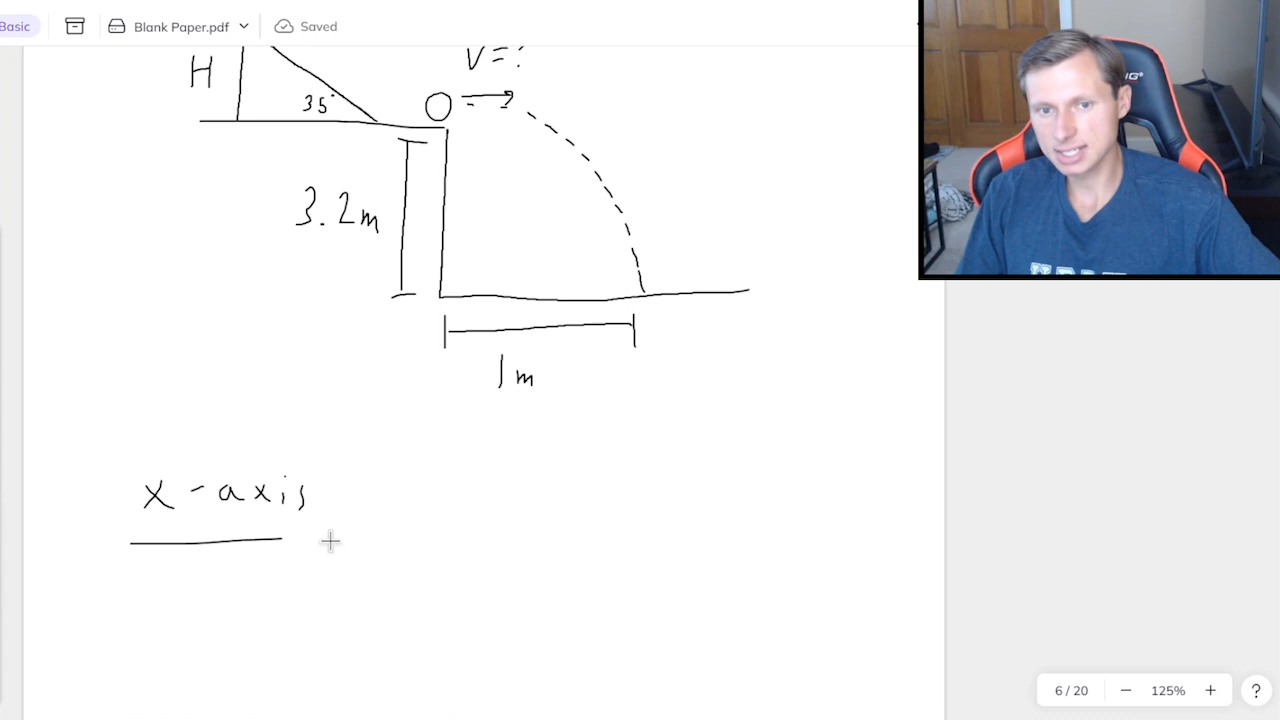 Basic
Blank Paper.pdf
Saved
V = ?
H
35°
3.2m
1m
x-axis
6 / 20
125%
?